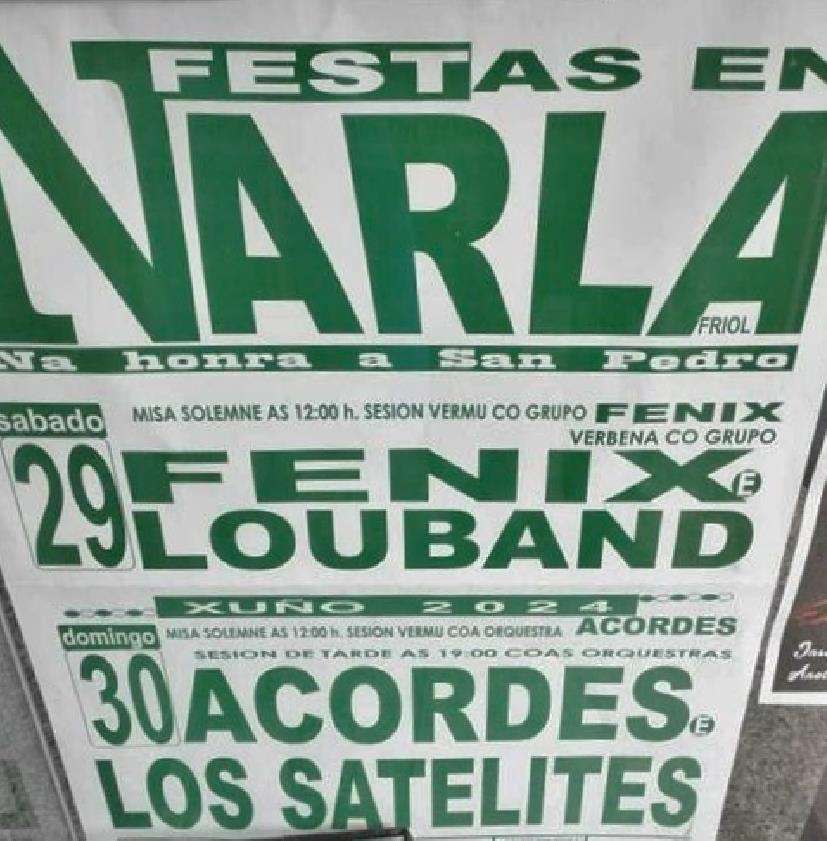 FESTAS EN
NARLA
FRIOL
Na honra a San Pedro
sabado
29
MISA SOLEMNE AS 12:00 h. SESION VERMU CO GRUPO FENIX
VERBENA CO GRUPO
FENIX E
LOUBAND
XUÑO 2024
domingo
30
MISA SOLEMNE AS 12:00 h. SESION VERMU COA ORQUESTRA ACORDES
SESION DE TARDE AS 19:00 COAS ORQUESTRAS
ACORDES E
LOS SATELITES